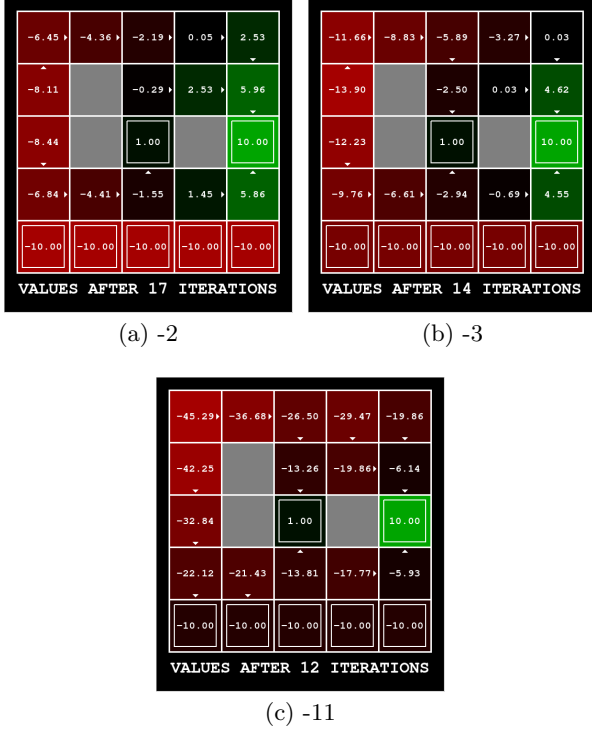 -6.45 -4.36 -2.19 0.05 2.53
-8.11 -0.29 2.53 5.96
-8.44 1.00 10.00
-6.84 -4.41 -1.55 1.45 5.86
-10.00 -10.00 -10.00 -10.00 -10.00
VALUES AFTER 17 ITERATIONS
(a) -2
-11.66 -8.83 -5.89 -3.27 0.03
-13.90 -2.50 0.03 4.62
-12.23 1.00 10.00
-9.76 -6.61 -2.94 -0.69 4.55
-10.00 -10.00 -10.00 -10.00 -10.00
VALUES AFTER 14 ITERATIONS
(b) -3
-45.29 -36.68 -26.50 -29.47 -19.86
-42.25 -13.26 -19.86 -6.14
-32.84 1.00 10.00
-22.12 -21.43 -13.81 -17.77 -5.93
-10.00 -10.00 -10.00 -10.00 -10.00
VALUES AFTER 12 ITERATIONS
(c) -11